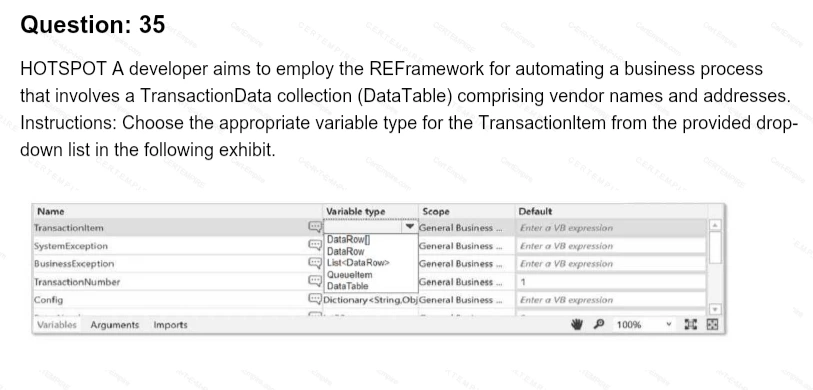 Question: 35
HOTSPOT A developer aims to employ the REFramework for automating a business process
that involves a TransactionData collection (DataTable) comprising vendor names and addresses.
Instructions: Choose the appropriate variable type for the TransactionItem from the provided drop-
down list in the following exhibit.
Name Variable type Scope Default
TransactionItem General Business ... Enter a VB expression
DataRow[]
SystemException General Business ... Enter a VB expression
DataRow
BusinessException List<DataRow> General Business ... Enter a VB expression
QueueItem
TransactionNumber General Business ... 1
DataTable
Config Dictionary<String,Obj General Business ... Enter a VB expression
Variables Arguments Imports 100%